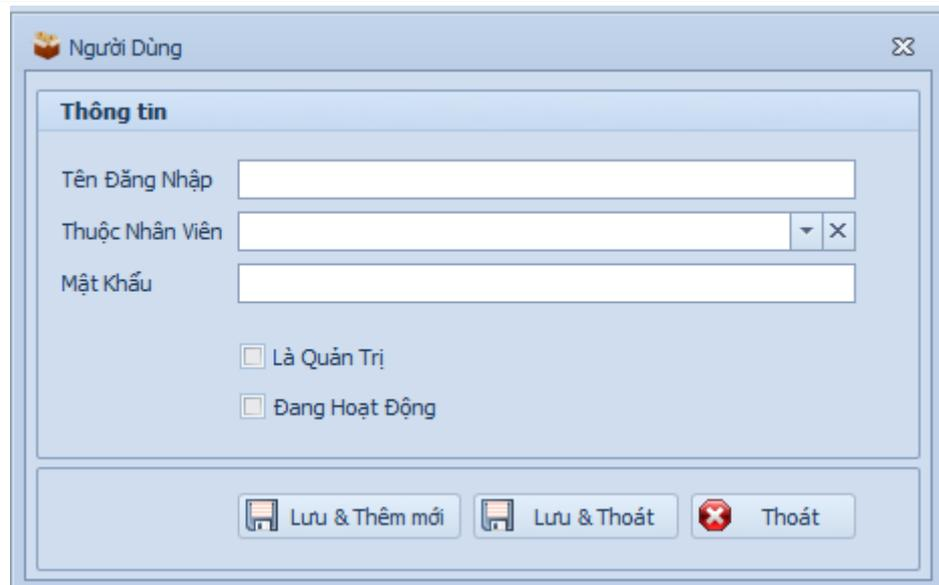 Người Dùng
Thông tin
Tên Đăng Nhập
Thuộc Nhân Viên
Mật Khẩu
Là Quản Trị
Đang Hoạt Động
Lưu & Thêm mới Lưu & Thoát Thoát